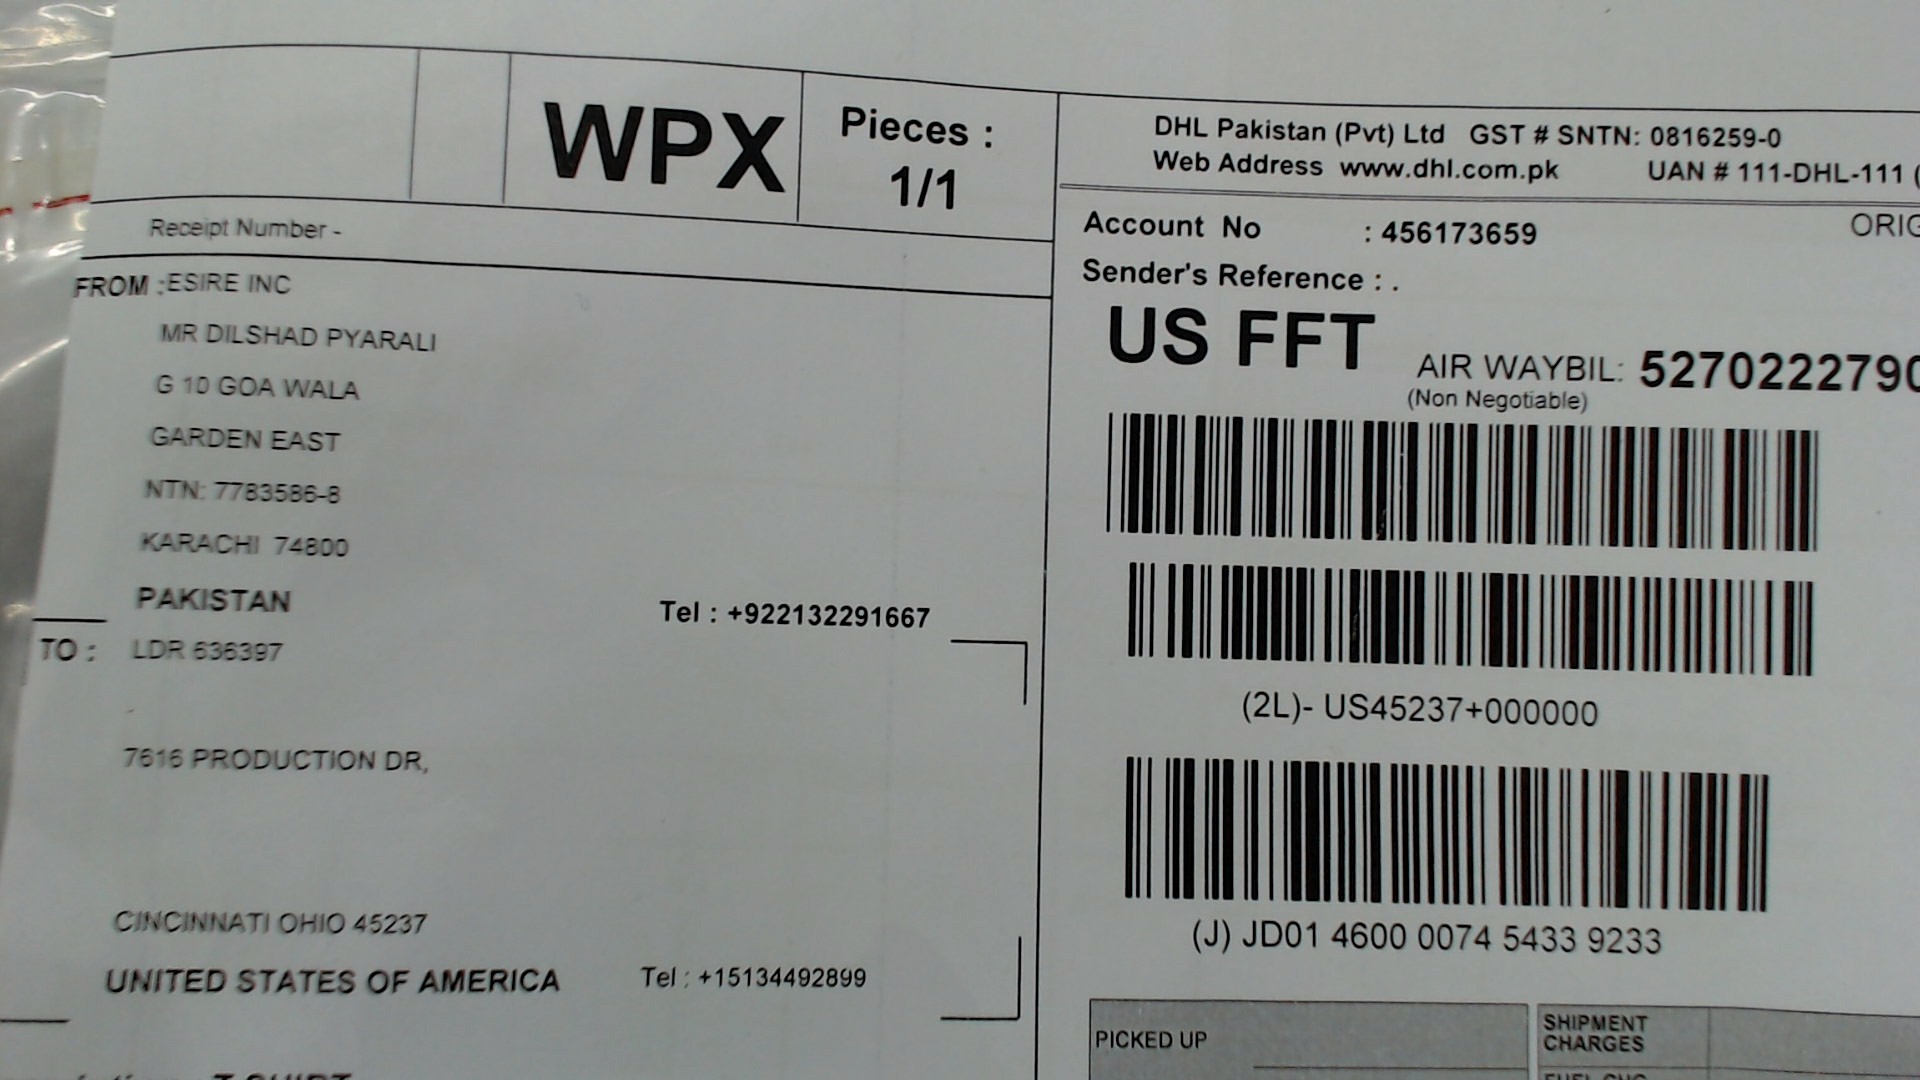 WPX
Pieces :
1/1
Receipt Number -
FROM : ESIRE INC
MR DILSHAD PYARALI
G 10 GOA WALA
GARDEN EAST
NTN: 7783586-8
KARACHI 74800
PAKISTAN
Tel : +922132291667
TO : LDR 636397
7616 PRODUCTION DR,
CINCINNATI OHIO 45237
UNITED STATES OF AMERICA
Tel : +15134492899
T-SHIRT
DHL Pakistan (Pvt) Ltd GST # SNTN: 0816259-0
Web Address www.dhl.com.pk UAN # 111-DHL-111 (
Account No : 456173659
ORIG
Sender's Reference : .
US FFT
AIR WAYBIL: 5270222790
(Non Negotiable)
(2L)- US45237+000000
(J) JD01 4600 0074 5433 9233
PICKED UP
SHIPMENT
CHARGES